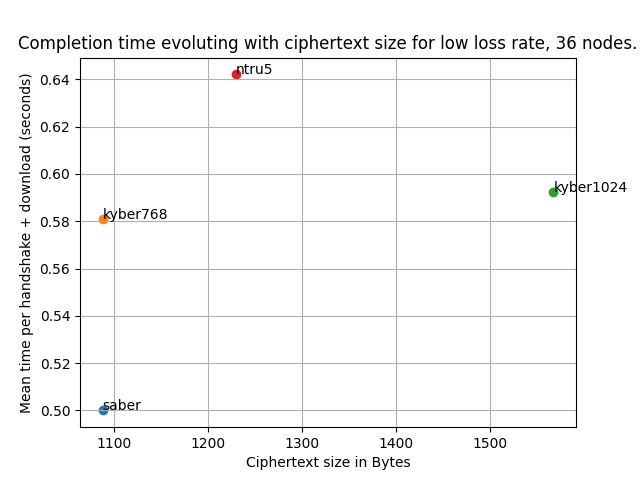 Completion time evoluting with ciphertext size for low loss rate, 36 nodes.
Mean time per handshake + download (seconds)
0.64
0.62
0.60
0.58
0.56
0.54
0.52
0.50
ntru5
kyber1024
kyber768
saber
1100 1200 1300 1400 1500
Ciphertext size in Bytes